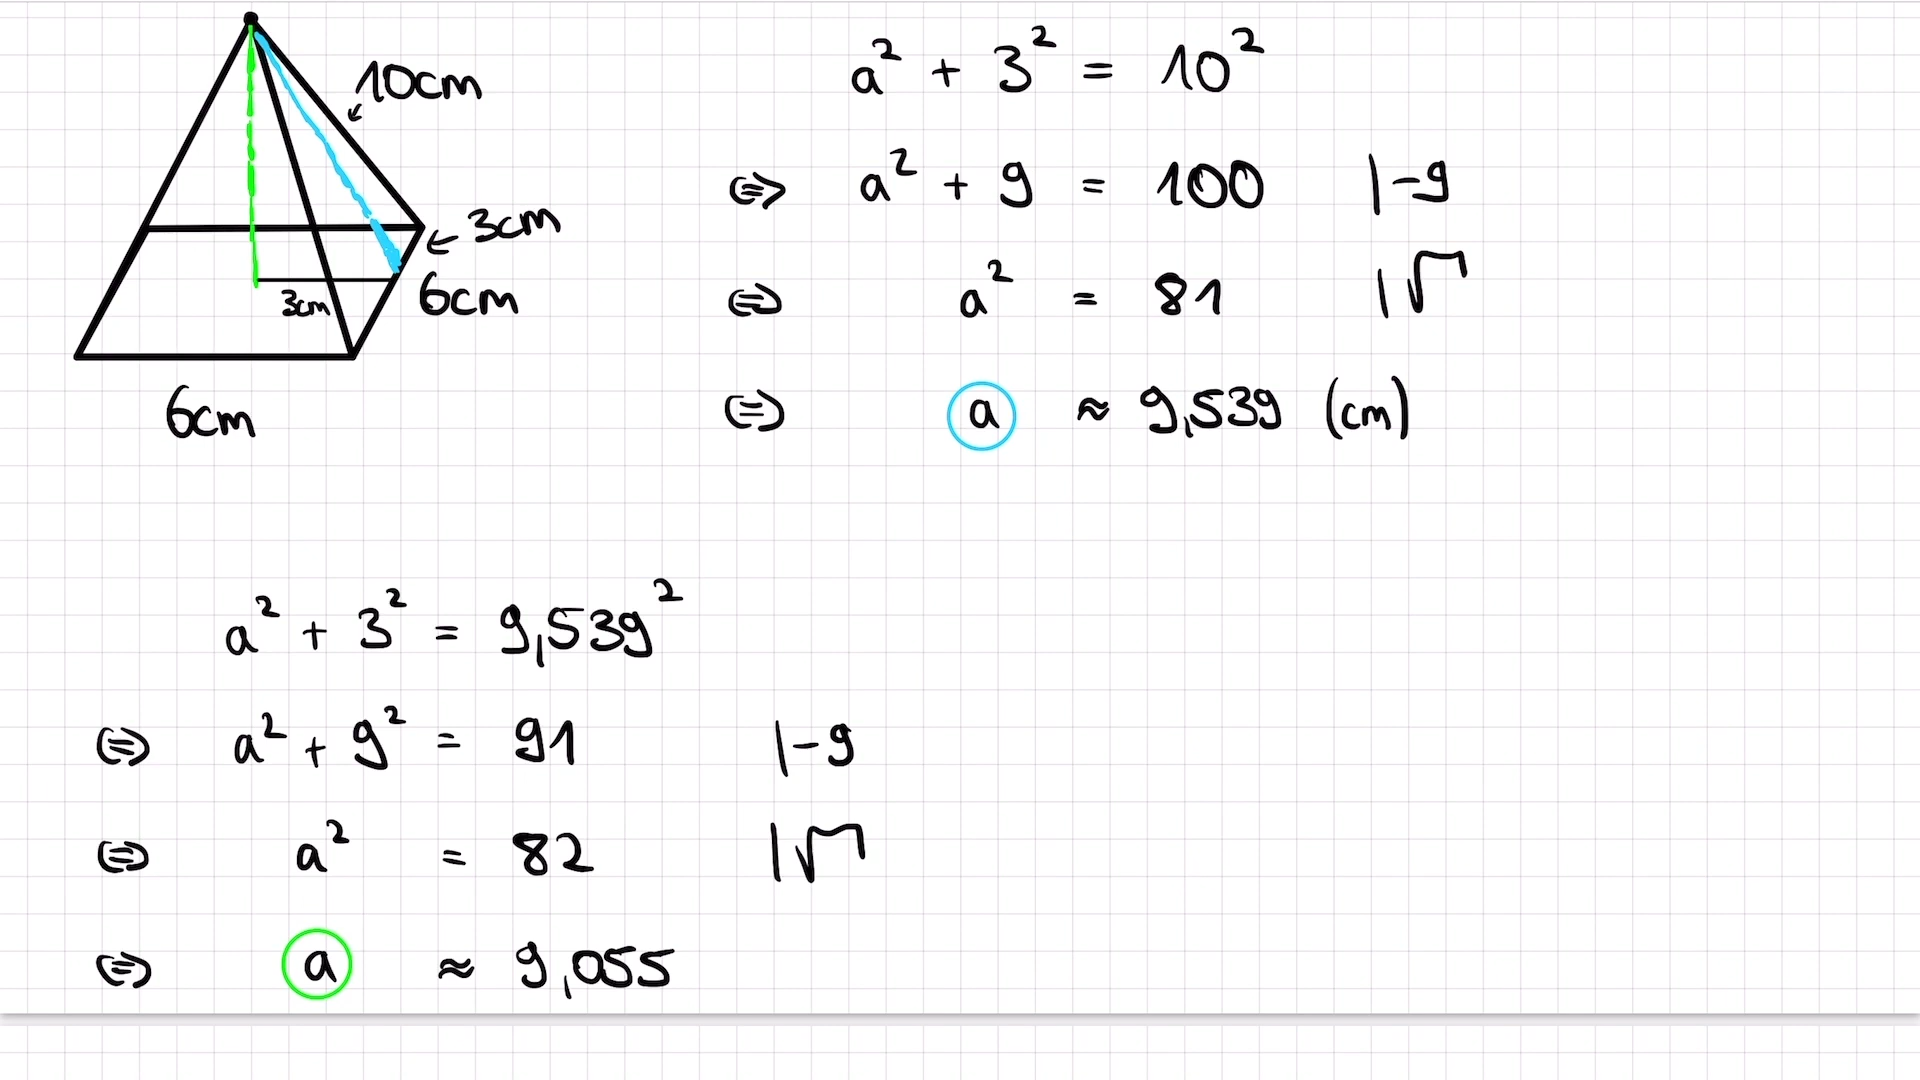 10cm
3cm
6cm
3cm
6cm
a² + 3² = 10²
⇔ a² + 9 = 100 |-9
⇔ a² = 81 |√
⇔ a ≈ 9,539 (cm)
a² + 3² = 9,539²
⇔ a² + 9² = 91 |-9
⇔ a² = 82 |√
⇔ a ≈ 9,055